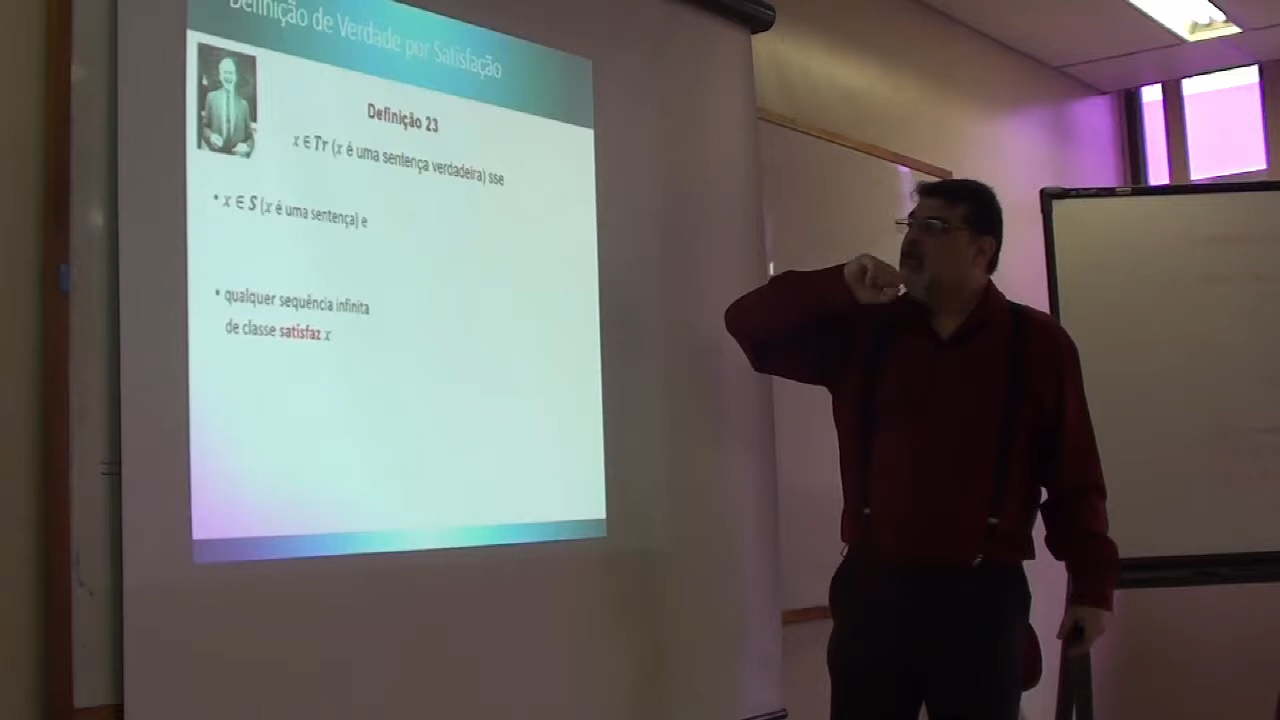 Definição de Verdade por Satisfação
Definição 23
x ∈ Tr (x é uma sentença verdadeira) sse
• x ∈ S (x é uma sentença) e
• qualquer sequência infinita
de classe satisfaz x